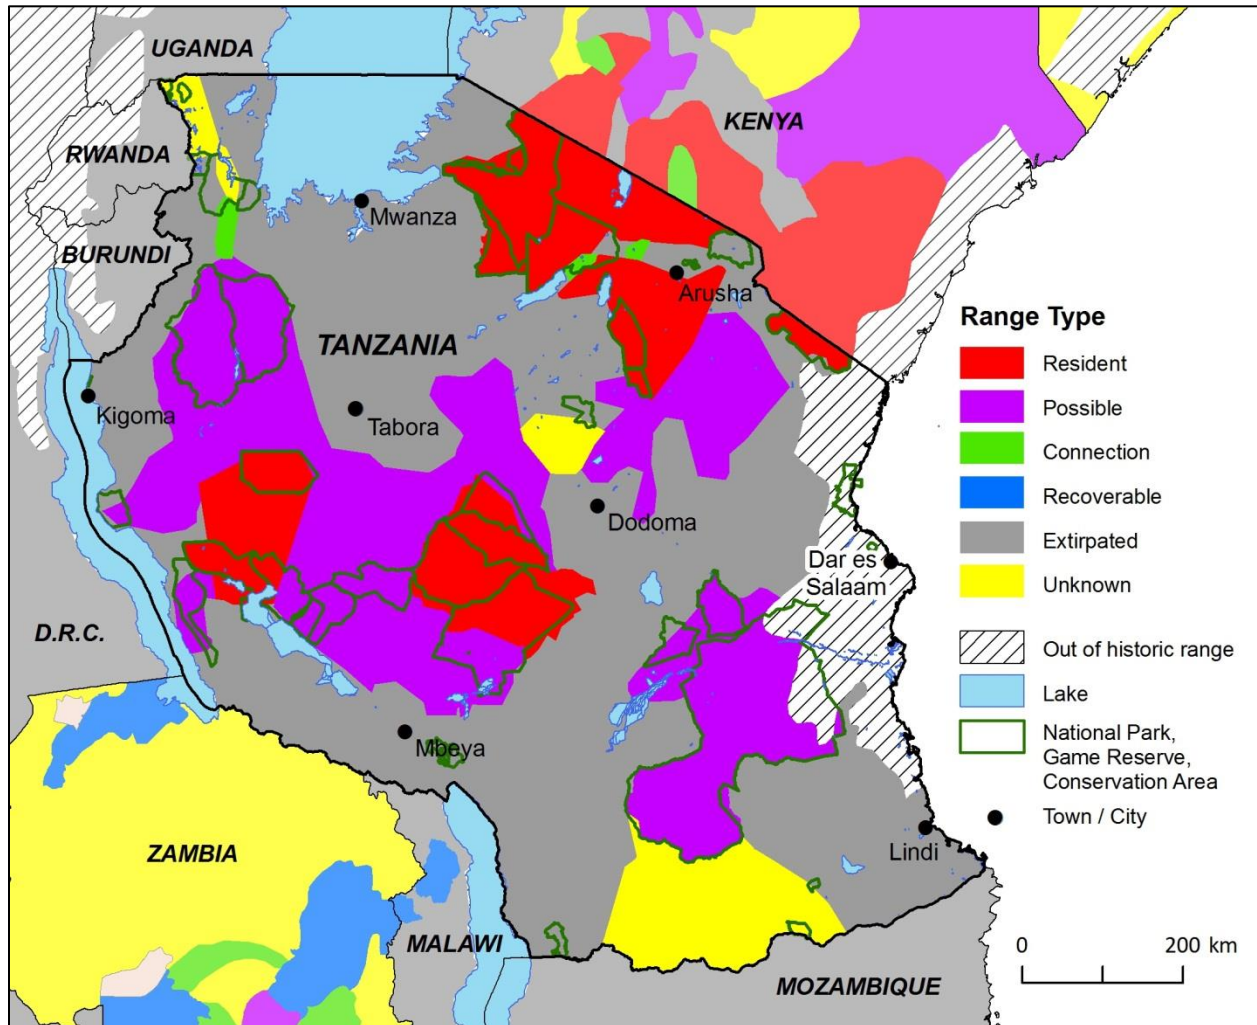 UGANDA
KENYA
RWANDA
Mwanza
BURUNDI
Arusha
TANZANIA
Kigoma
Tabora
Dodoma
Dar es
Salaam
D.R.C.
Mbeya
ZAMBIA
Lindi
MALAWI
MOZAMBIQUE
Range Type
Resident
Possible
Connection
Recoverable
Extirpated
Unknown
Out of historic range
Lake
National Park,
Game Reserve,
Conservation Area
Town / City
0 200 km